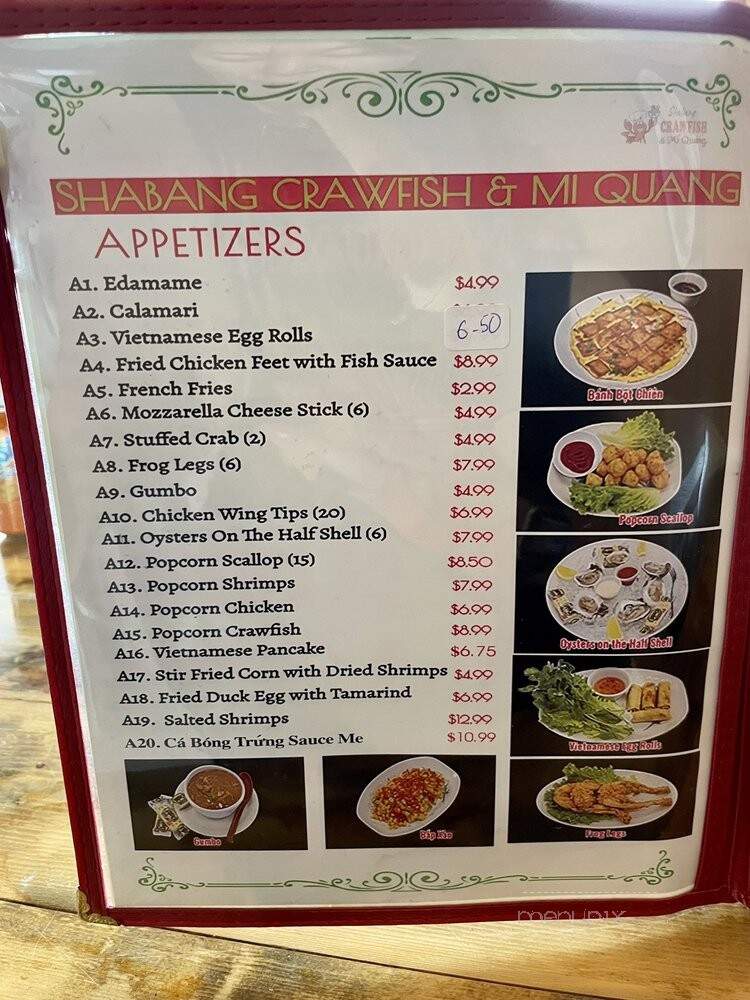 Shabang
CRAWFISH
& Mi Quang
SHABANG CRAWFISH & MI QUANG
APPETIZERS
A1. Edamame $4.99
A2. Calamari
A3. Vietnamese Egg Rolls 6-50
A4. Fried Chicken Feet with Fish Sauce $8.99
A5. French Fries $2.99
A6. Mozzarella Cheese Stick (6) $4.99
A7. Stuffed Crab (2) $4.99
A8. Frog Legs (6) $7.99
A9. Gumbo $4.99
A10. Chicken Wing Tips (20) $6.99
A11. Oysters On The Half Shell (6) $7.99
A12. Popcorn Scallop (15) $8.50
A13. Popcorn Shrimps $7.99
A14. Popcorn Chicken $6.99
A15. Popcorn Crawfish $8.99
A16. Vietnamese Pancake $6.75
A17. Stir Fried Corn with Dried Shrimps $4.99
A18. Fried Duck Egg with Tamarind $6.99
A19. Salted Shrimps $12.99
A20. Cá Bóng Trứng Sauce Me $10.99
Bánh Bột Chiên
Popcorn Scallop
Oysters on the Half Shell
Vietnamese Egg Rolls
Frog Legs
Gumbo
Bắp Xào
menupix